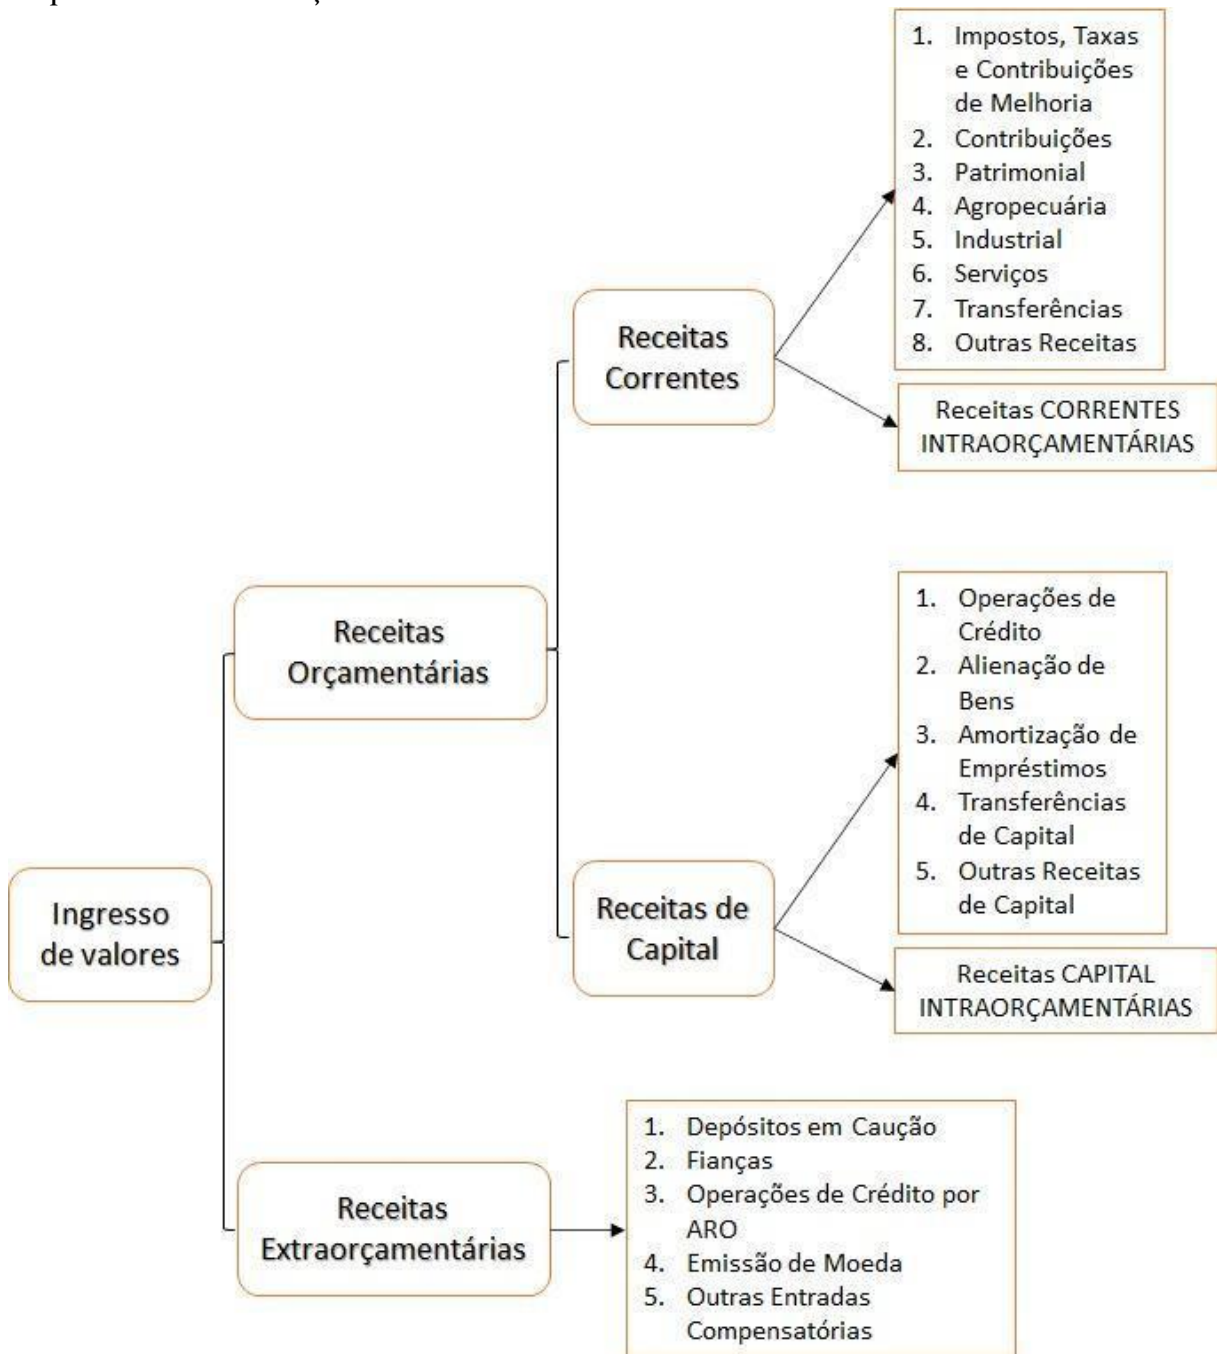 1. Impostos, Taxas
e Contribuições
de Melhoria
2. Contribuições
3. Patrimonial
4. Agropecuária
5. Industrial
6. Serviços
7. Transferências
8. Outras Receitas
Receitas
Correntes
Receitas CORRENTES
INTRAORÇAMENTÁRIAS
Receitas
Orçamentárias
1. Operações de
Crédito
2. Alienação de
Bens
3. Amortização de
Empréstimos
4. Transferências
de Capital
5. Outras Receitas
de Capital
Ingresso
de valores
Receitas de
Capital
Receitas CAPITAL
INTRAORÇAMENTÁRIAS
Receitas
Extraorçamentárias
1. Depósitos em Caução
2. Fianças
3. Operações de Crédito por
ARO
4. Emissão de Moeda
5. Outras Entradas
Compensatórias